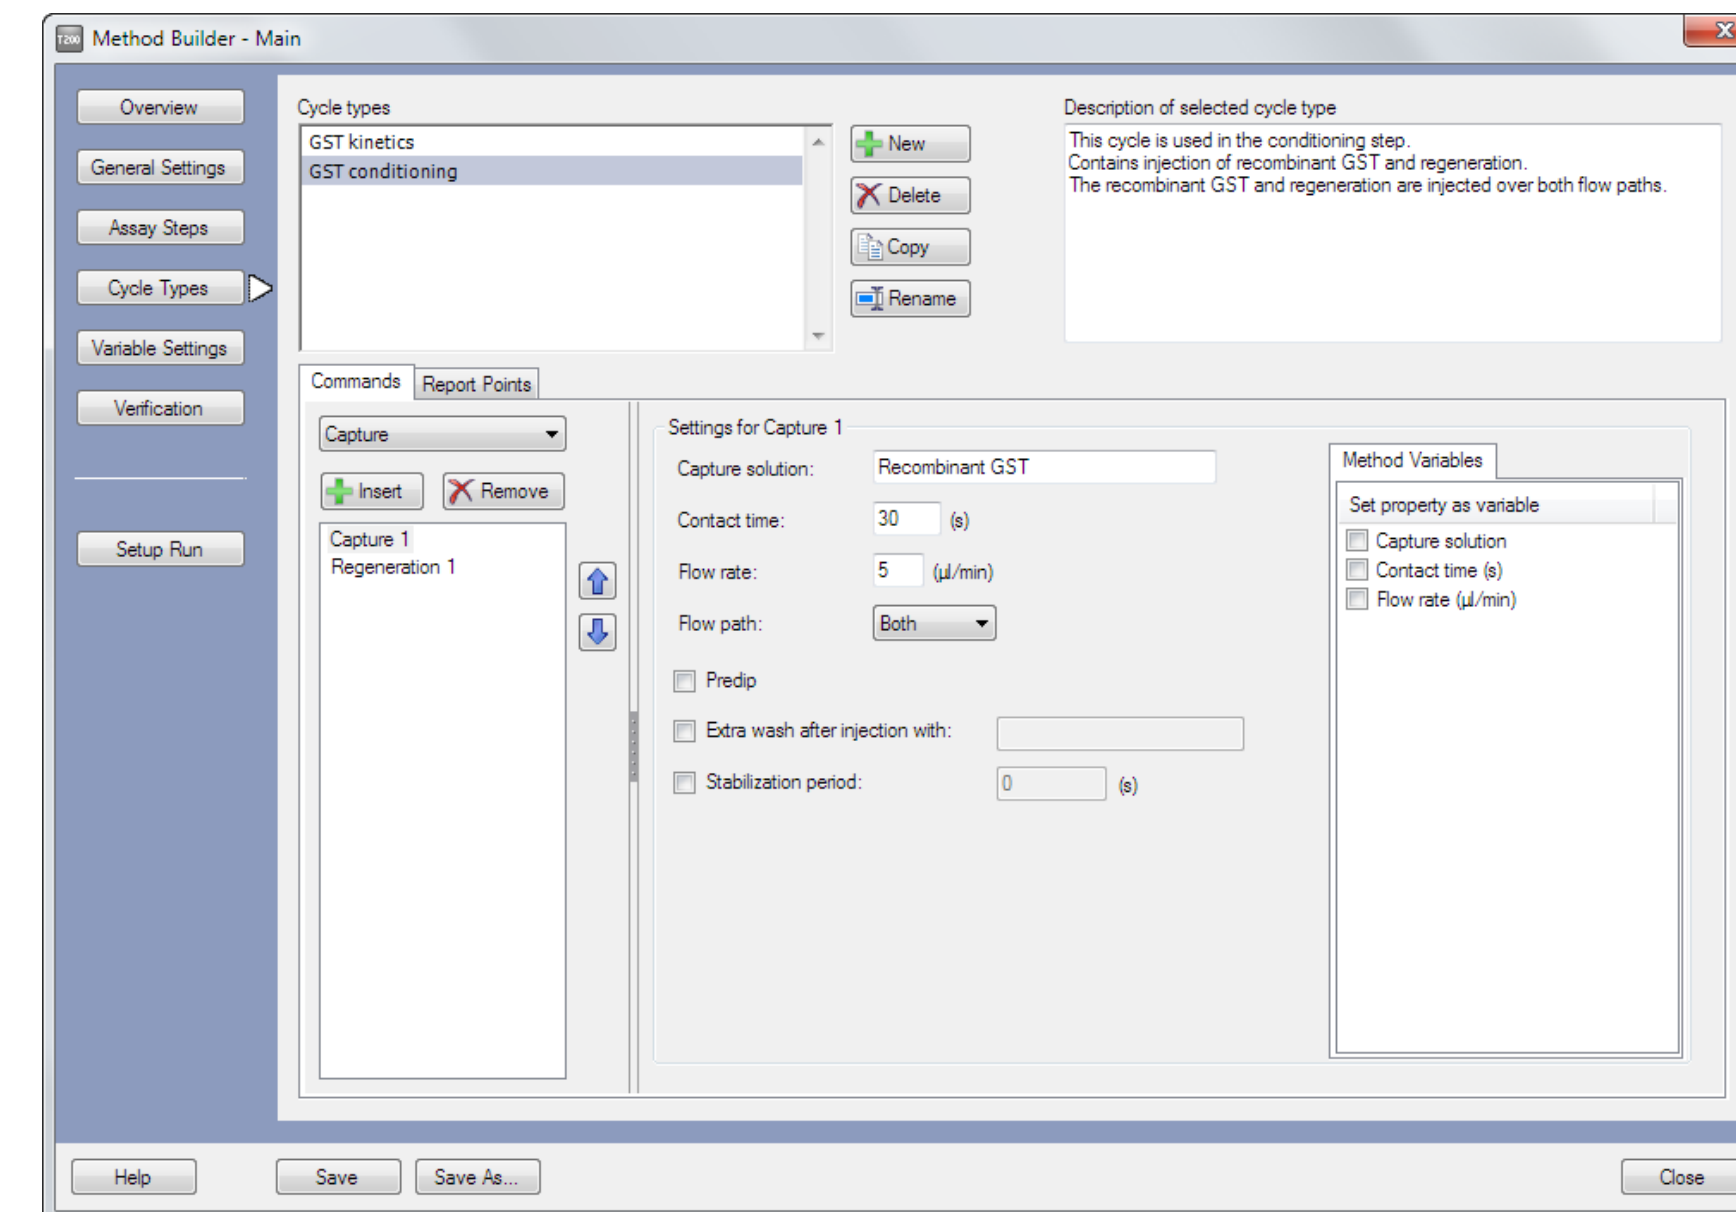 T200 Method Builder - Main
X
Overview
General Settings
Assay Steps
Cycle Types
Variable Settings
Verification
Setup Run
Cycle types
GST kinetics
GST conditioning
New
Delete
Copy
Rename
Description of selected cycle type
This cycle is used in the conditioning step.
Contains injection of recombinant GST and regeneration.
The recombinant GST and regeneration are injected over both flow paths.
Commands Report Points
Capture
Insert Remove
Capture 1
Regeneration 1
Settings for Capture 1
Capture solution: Recombinant GST
Contact time: 30 (s)
Flow rate: 5 (µl/min)
Flow path: Both
Predip
Extra wash after injection with:
Stabilization period: 0 (s)
Method Variables
Set property as variable
Capture solution
Contact time (s)
Flow rate (µl/min)
Help Save Save As... Close